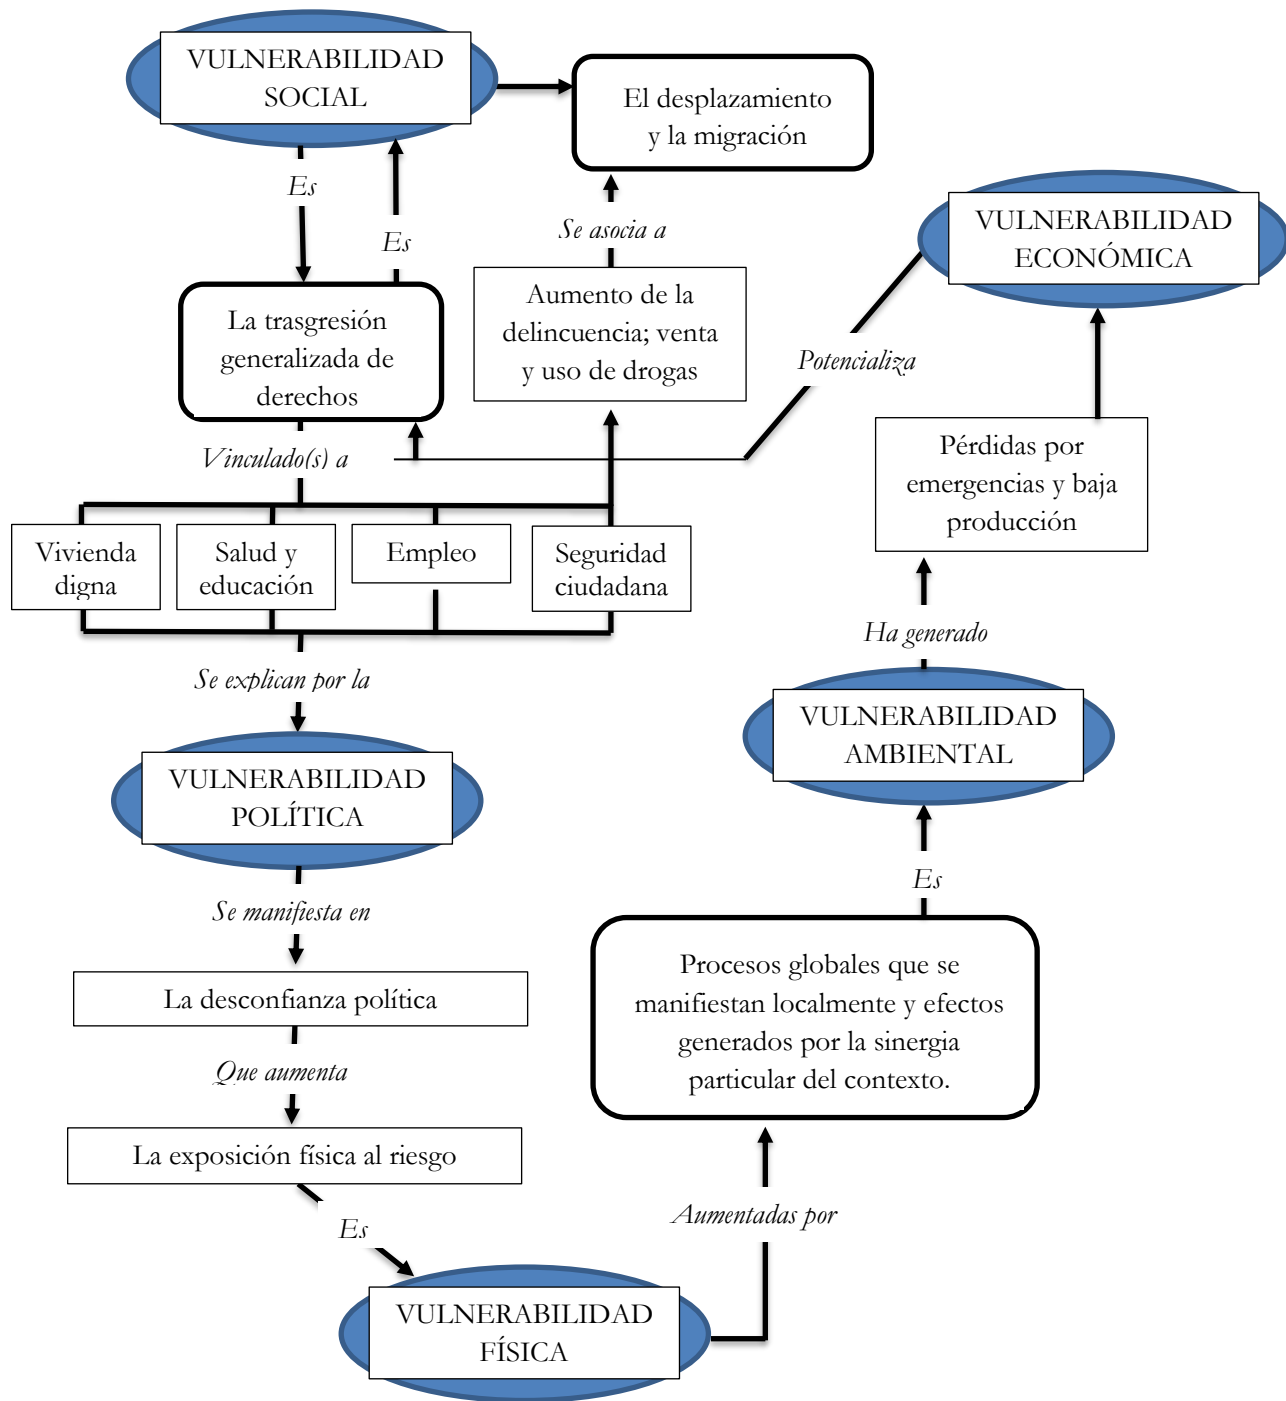 VULNERABILIDAD
SOCIAL
El desplazamiento
y la migración
Es
Es
Se asocia a
VULNERABILIDAD
ECONÓMICA
La trasgresión
generalizada de
derechos
Aumento de la
delincuencia; venta
y uso de drogas
Potencializa
Vinculado(s) a
Pérdidas por
emergencias y baja
producción
Vivienda
digna
Salud y
educación
Empleo
Seguridad
ciudadana
Ha generado
Se explican por la
VULNERABILIDAD
AMBIENTAL
VULNERABILIDAD
POLÍTICA
Es
Se manifiesta en
Procesos globales que se
manifiestan localmente y efectos
generados por la sinergia
particular del contexto.
La desconfianza política
Que aumenta
La exposición física al riesgo
Es
Aumentadas por
VULNERABILIDAD
FÍSICA